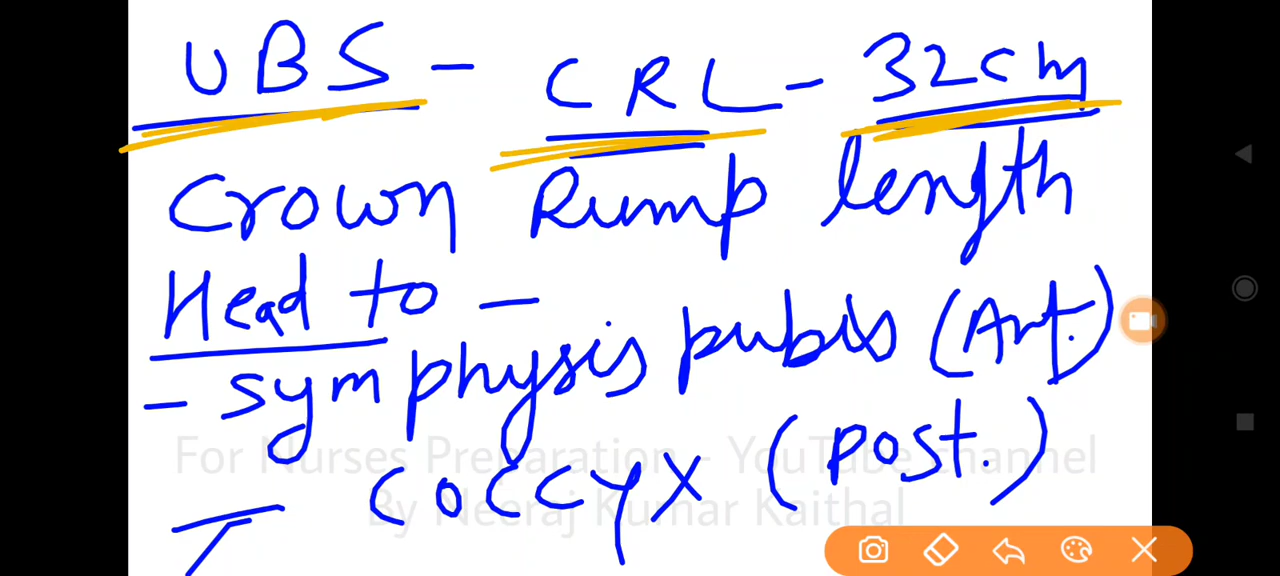 UBS - CRL - 32cm
Crown Rump length
Head to -
- symphysis pubis (Ant.)
coccyx (post.)
For Nurses Preparation - YouTube channel
By Neeraj Kumar Kaithal